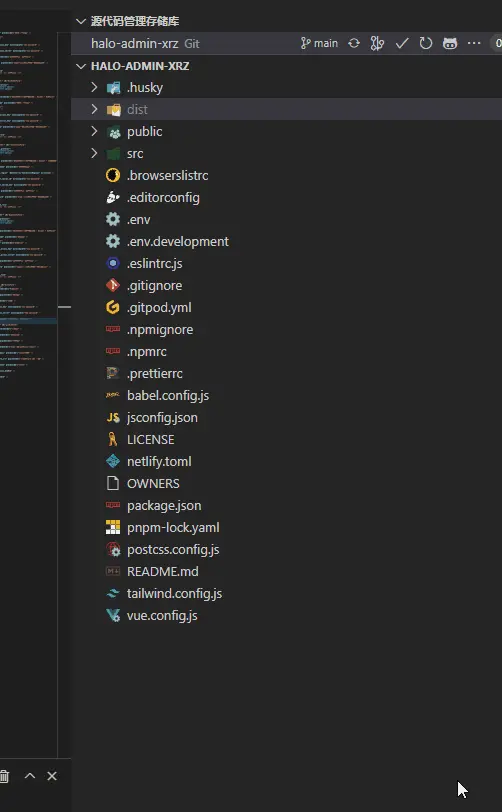 源代码管理存储库
halo-admin-xrz Git main
HALO-ADMIN-XRZ
.husky
dist
public
src
.browserslistrc
.editorconfig
.env
.env.development
.eslintrc.js
.gitignore
.gitpod.yml
.npmignore
.npmrc
.prettierrc
babel.config.js
jsconfig.json
LICENSE
netlify.toml
OWNERS
package.json
pnpm-lock.yaml
postcss.config.js
README.md
tailwind.config.js
vue.config.js